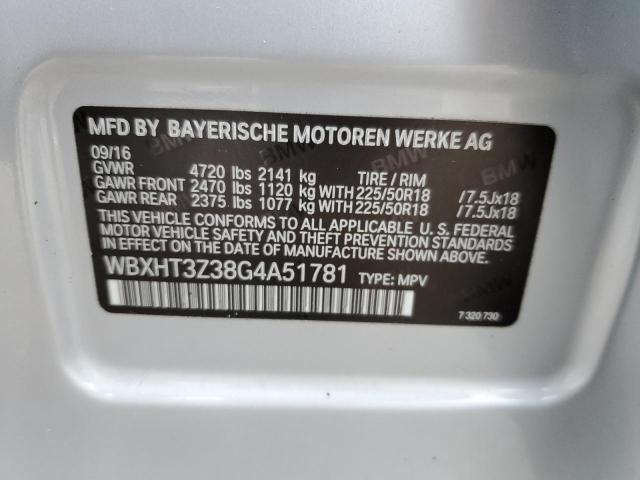 MFD BY BAYERISCHE MOTOREN WERKE AG
09/16
GVWR 4720 lbs 2141 kg TIRE / RIM
GAWR FRONT 2470 lbs 1120 kg WITH 225/50R18 /7.5Jx18
GAWR REAR 2375 lbs 1077 kg WITH 225/50R18 /7.5Jx18
THIS VEHICLE CONFORMS TO ALL APPLICABLE U.S. FEDERAL
MOTOR VEHICLE SAFETY AND THEFT PREVENTION STANDARDS
IN EFFECT ON THE DATE OF MANUFACTURE SHOWN ABOVE.
WBXHT3Z38G4A51781 TYPE: MPV
7 320 730